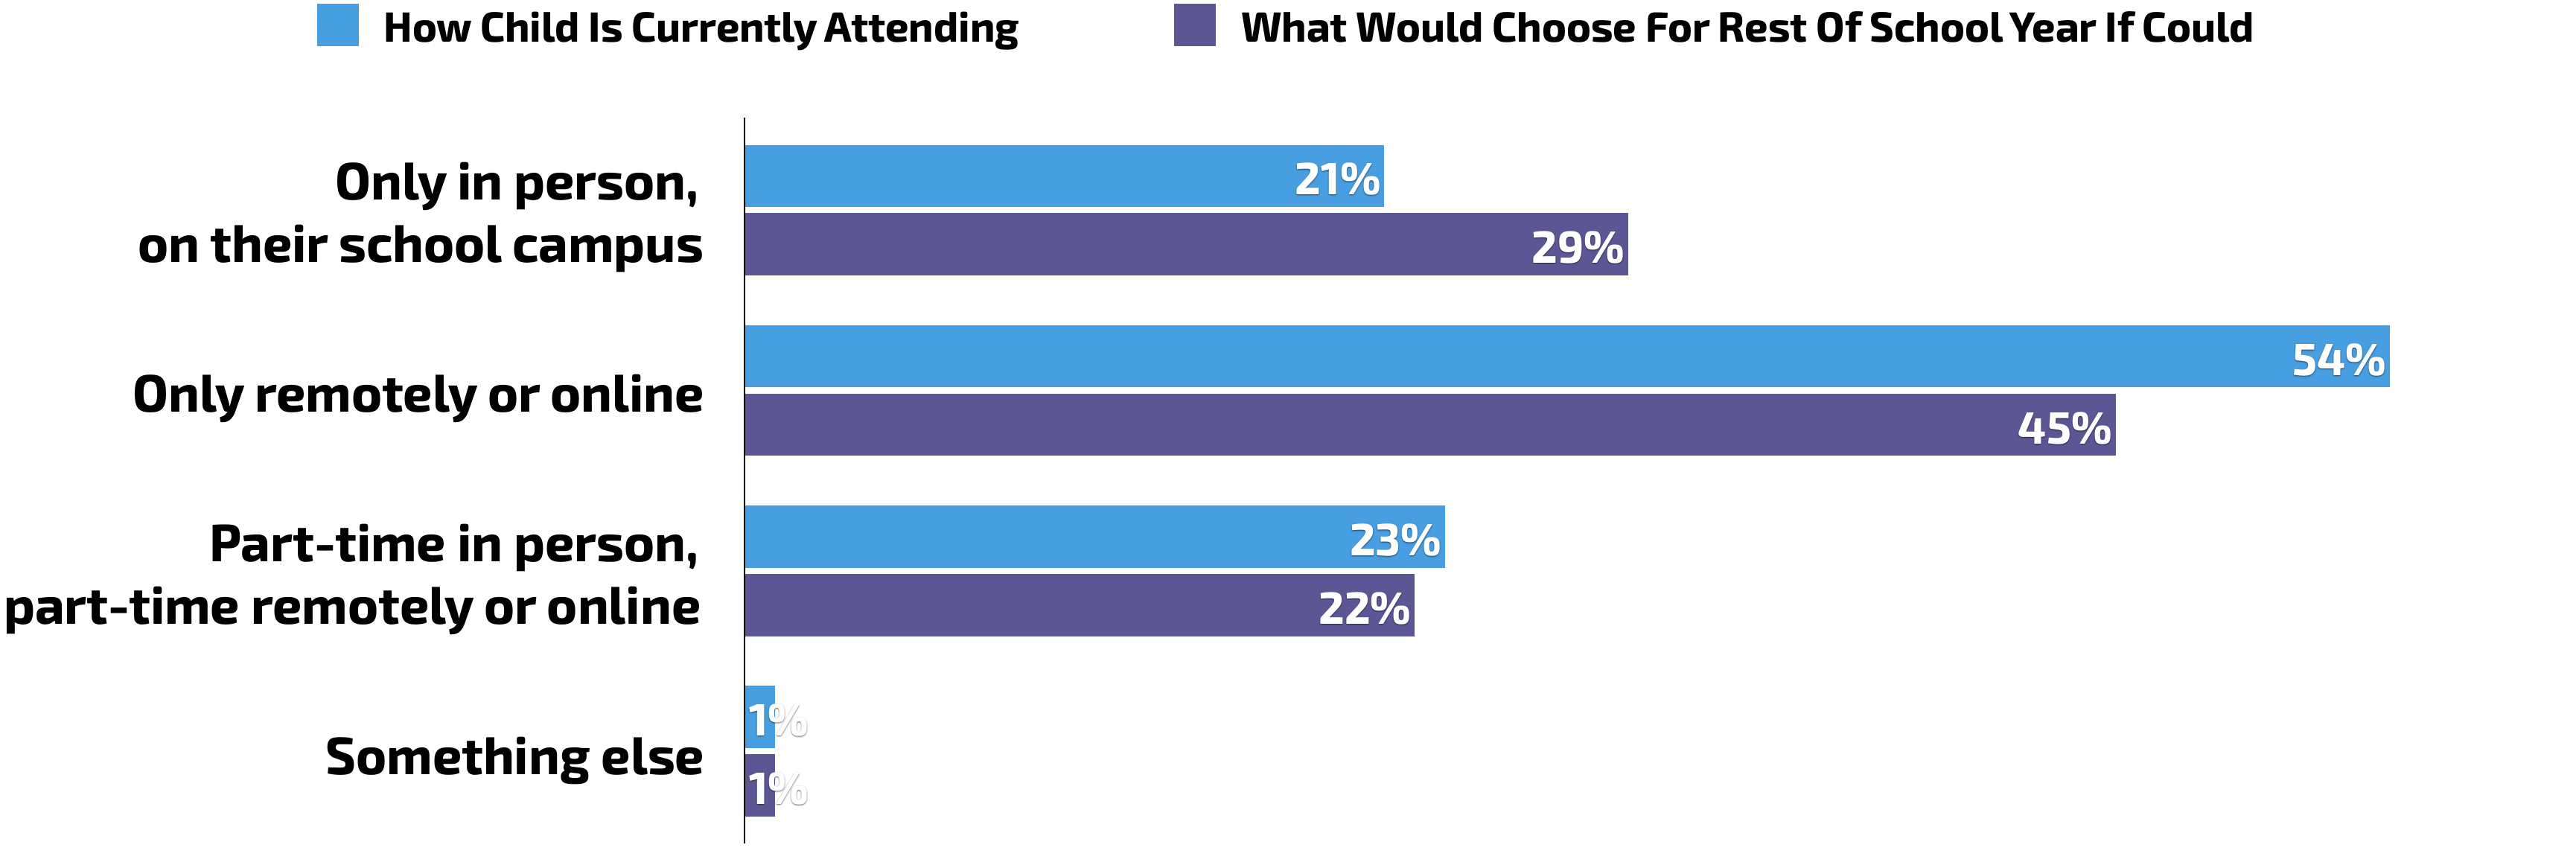 How Child Is Currently Attending
What Would Choose For Rest Of School Year If Could
Only in person,
on their school campus
21%
29%
Only remotely or online
54%
45%
Part-time in person,
part-time remotely or online
23%
22%
Something else
1%
1%